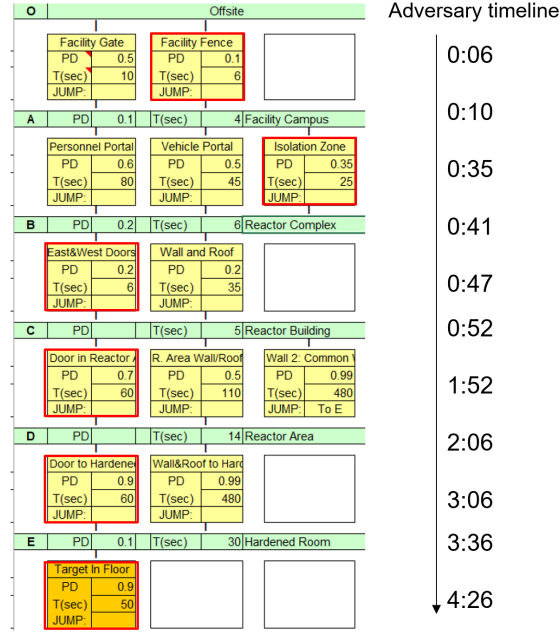 Adversary timeline
O Offsite
Facility Gate Facility Fence
PD 0.5 PD 0.1
T(sec) 10 T(sec) 6
JUMP: JUMP:
0:06
A PD 0.1 T(sec) 4 Facility Campus
0:10
Personnel Portal Vehicle Portal Isolation Zone
PD 0.6 PD 0.5 PD 0.35
T(sec) 80 T(sec) 45 T(sec) 25
JUMP: JUMP: JUMP:
0:35
B PD 0.2 T(sec) 6 Reactor Complex
0:41
East&West Doors Wall and Roof
PD 0.2 PD 0.2
T(sec) 6 T(sec) 35
JUMP: JUMP:
0:47
C PD T(sec) 5 Reactor Building
0:52
Door in Reactor A R. Area Wall/Roof Wall 2: Common W
PD 0.7 PD 0.5 PD 0.99
T(sec) 60 T(sec) 110 T(sec) 480
JUMP: JUMP: JUMP: To E
1:52
D PD T(sec) 14 Reactor Area
2:06
Door to Hardened Wall&Roof to Hard
PD 0.9 PD 0.99
T(sec) 60 T(sec) 480
JUMP: JUMP:
3:06
E PD 0.1 T(sec) 30 Hardened Room
3:36
Target In Floor
PD 0.9
T(sec) 50
JUMP:
4:26